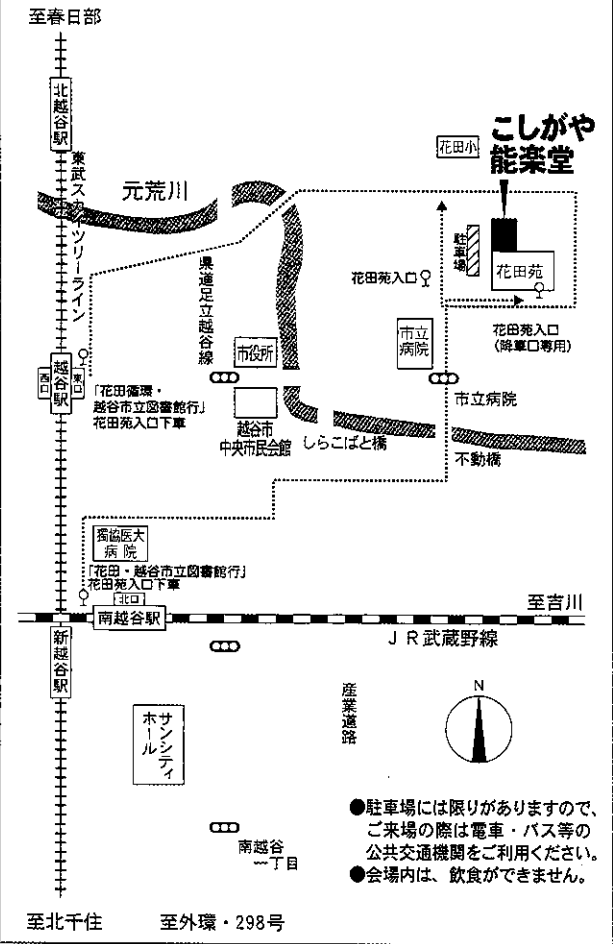 至春日部
北越谷駅
東武スカイツリーライン
元荒川
花田小
こしがや
能楽堂
駐車場
花田苑
花田苑入口
花田苑入口
(降車口専用)
県道足立越谷線
市役所
市立
病院
市立病院
西口
越谷駅
東口
「花田循環・
越谷市立図書館行」
花田苑入口下車
越谷市
中央市民会館
しらこばと橋
不動橋
獨協医大
病院
「花田・越谷市立図書館行」
花田苑入口下車
北口
南越谷駅
至吉川
JR武蔵野線
新越谷駅
サンシティ
ホール
産業道路
N
南越谷
一丁目
●駐車場には限りがありますので、
ご来場の際は電車・バス等の
公共交通機関をご利用ください。
●会場内は、飲食ができません。
至北千住
至外環・298号